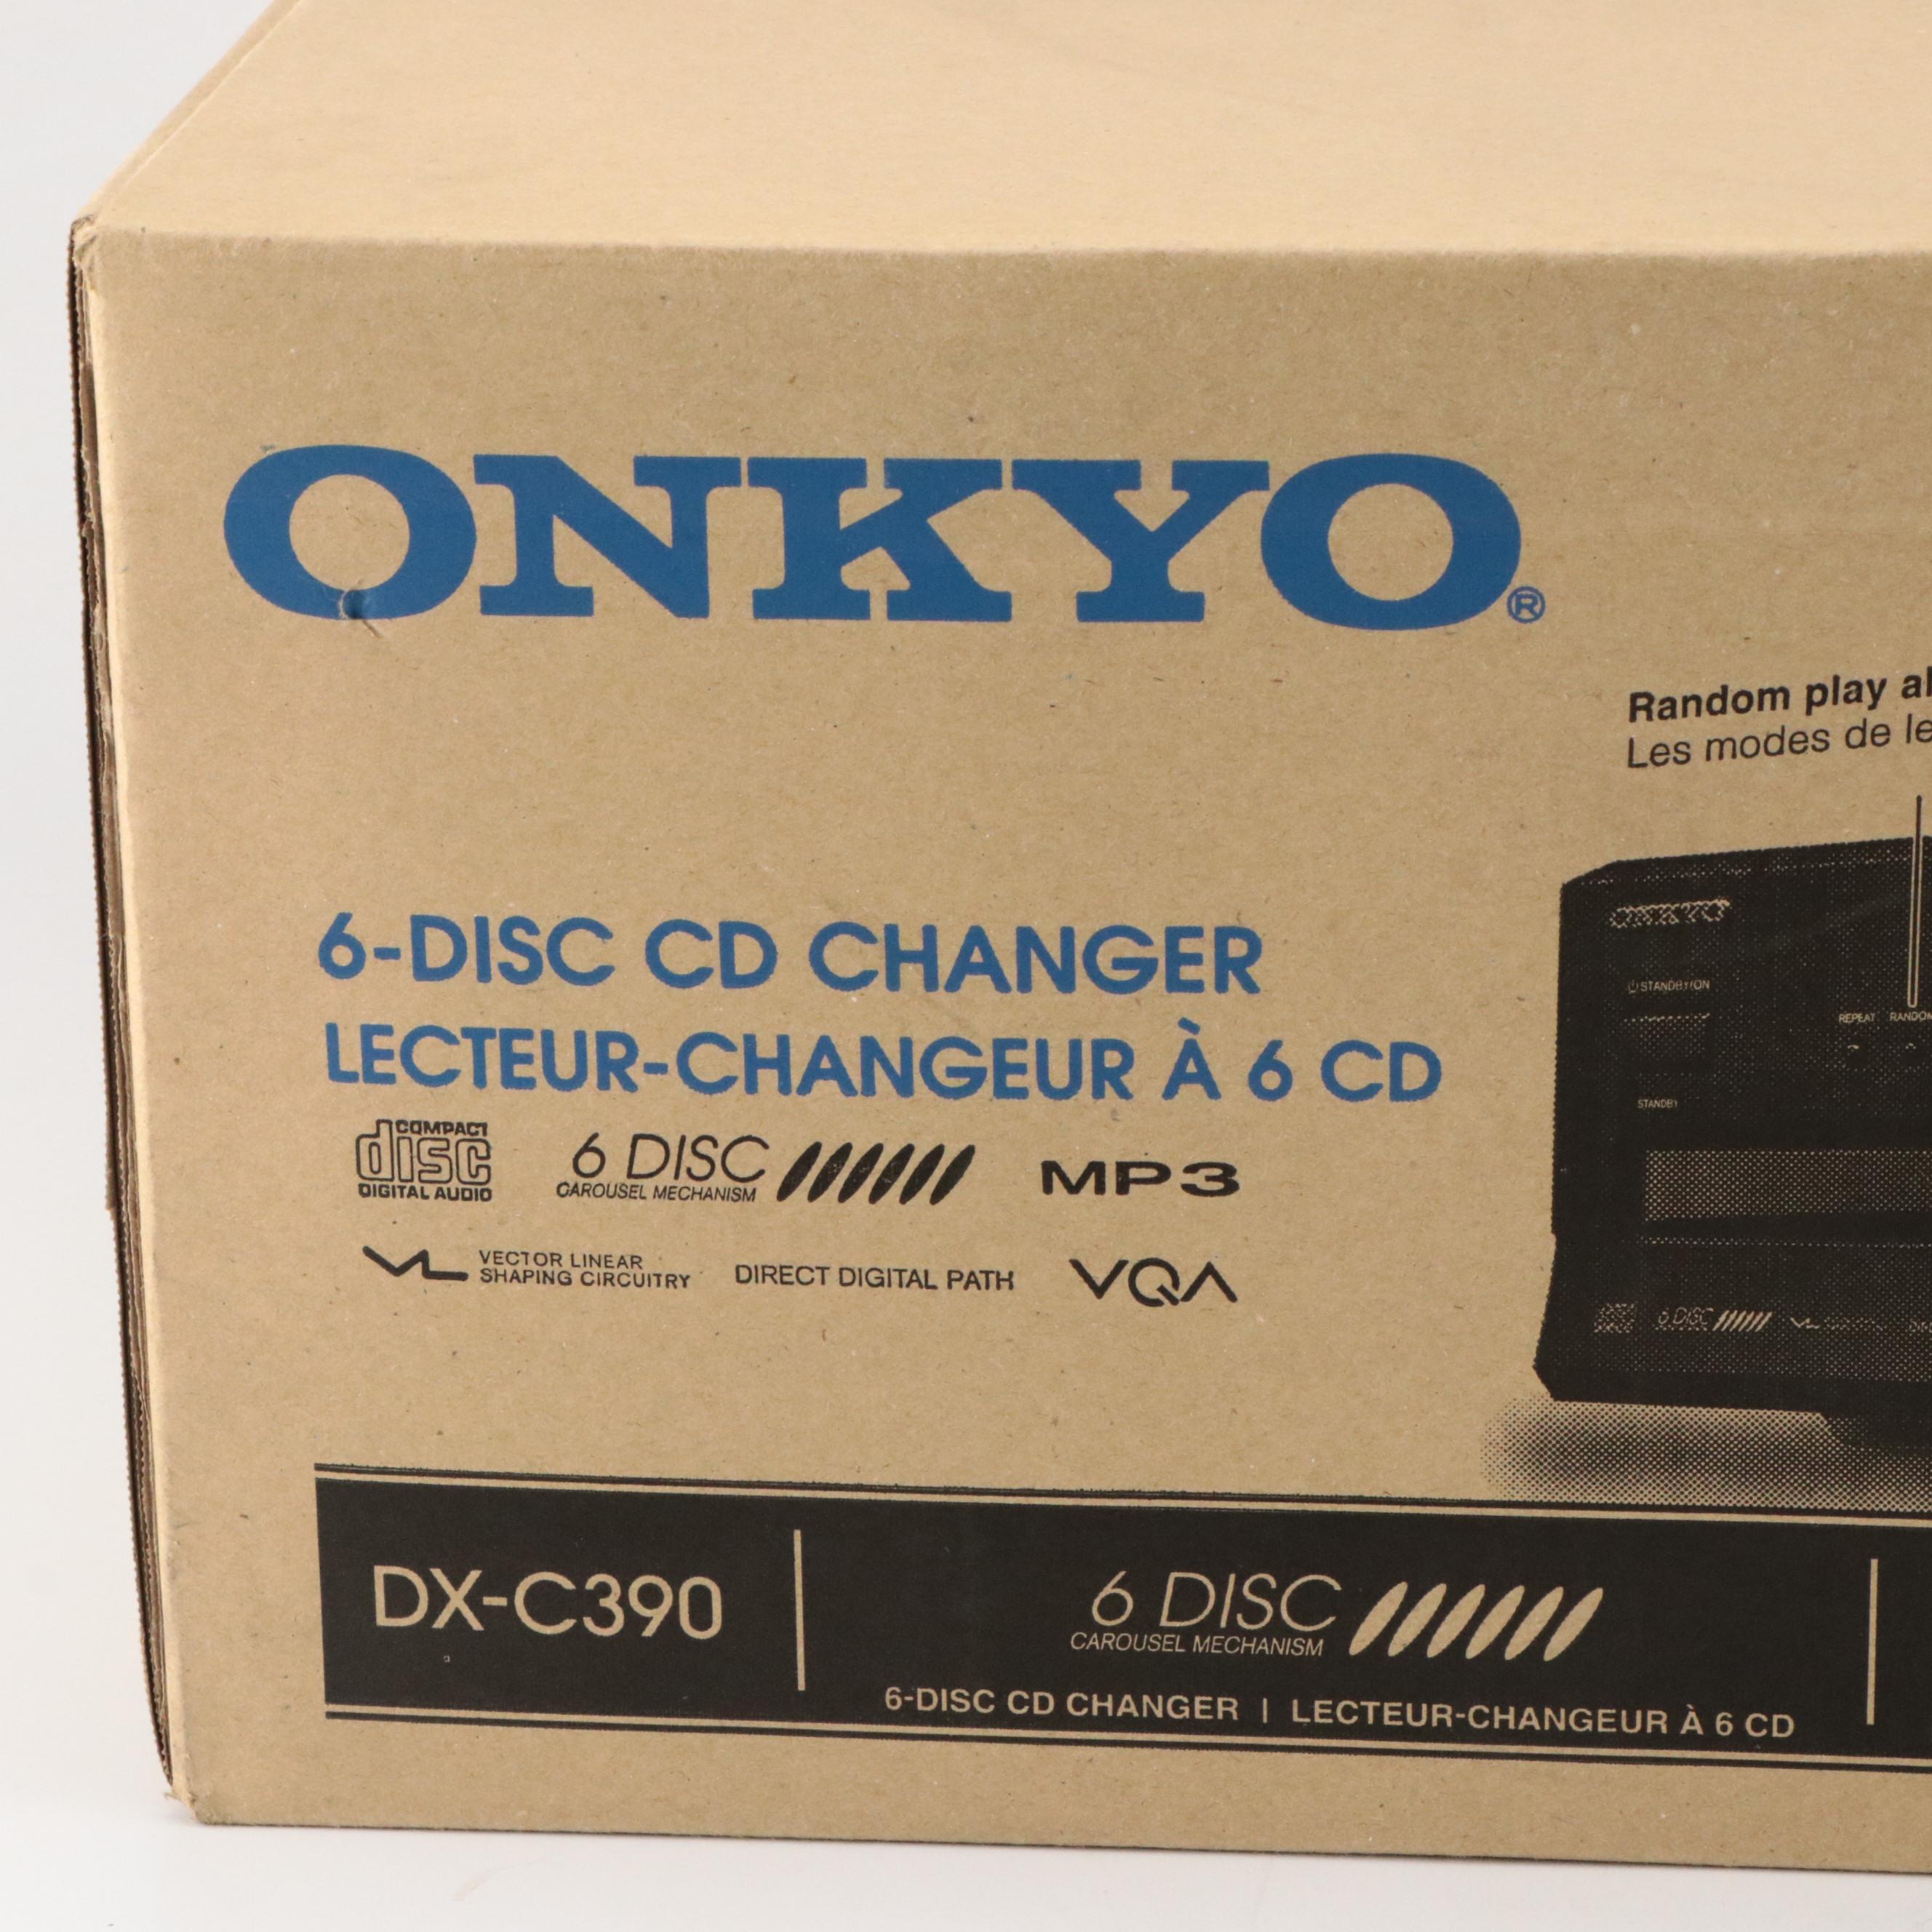 ONKYO®
Random play
Les modes de
6-DISC CD CHANGER
LECTEUR-CHANGEUR À 6 CD
COMPACT
disc
DIGITAL AUDIO
6 DISC
CAROUSEL MECHANISM
MP3
VL
VECTOR LINEAR
SHAPING CIRCUITRY
DIRECT DIGITAL PATH
VQA
ONKYO
STANDBY/ON
REPEAT RANDOM
STANDBY
6 DISC
DX-C390
6 DISC
CAROUSEL MECHANISM
6-DISC CD CHANGER | LECTEUR-CHANGEUR À 6 CD